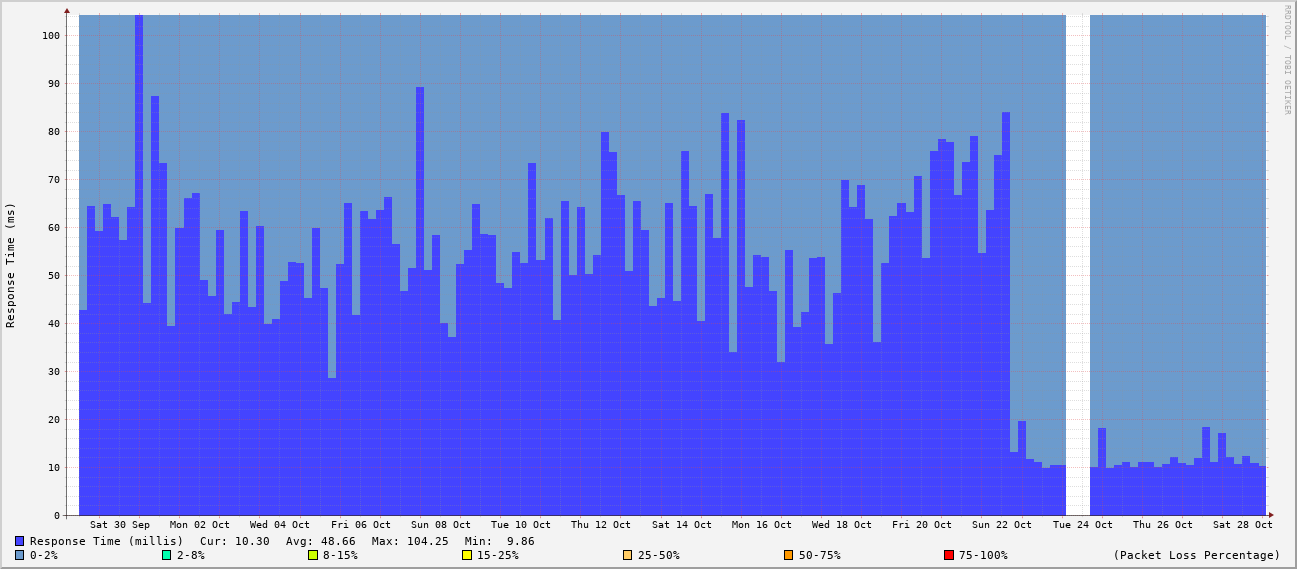 RRDTOOL / TOBI OETIKER
Response Time (ms)
100
90
80
70
60
50
40
30
20
10
0
Sat 30 Sep Mon 02 Oct Wed 04 Oct Fri 06 Oct Sun 08 Oct Tue 10 Oct Thu 12 Oct Sat 14 Oct Mon 16 Oct Wed 18 Oct Fri 20 Oct Sun 22 Oct Tue 24 Oct Thu 26 Oct Sat 28 Oct
Response Time (millis) Cur: 10.30 Avg: 48.66 Max: 104.25 Min: 9.86
0-2% 2-8% 8-15% 15-25% 25-50% 50-75% 75-100% (Packet Loss Percentage)